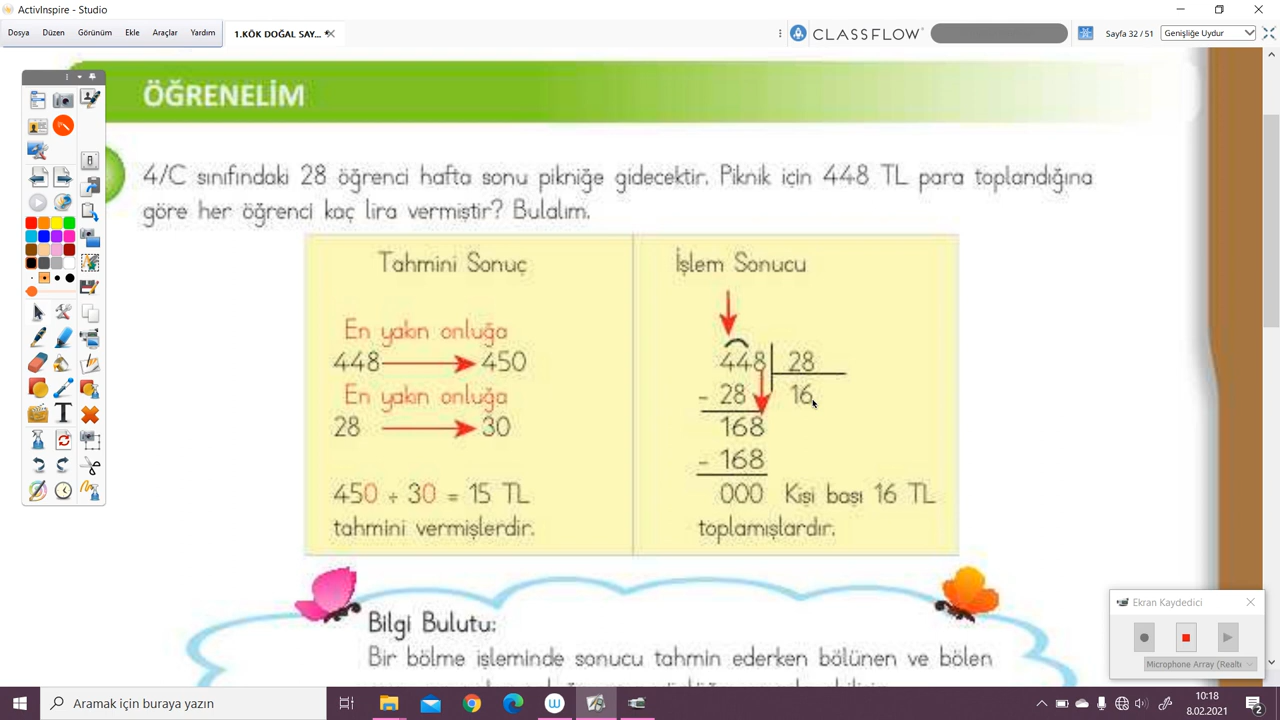 ActivInspire - Studio
Dosya Düzen Görünüm Ekle Araçlar Yardım
1.KÖK DOĞAL SAY...
CLASSFLOW
Sayfa 32 / 51
Genişliğe Uydur
ÖĞRENELİM
4/C sınıfındaki 28 öğrenci hafta sonu pikniğe gidecektir. Piknik için 448 TL para toplandığına
göre her öğrenci kaç lira vermiştir? Bulalım.
Tahmini Sonuç
En yakın onluğa
448 450
En yakın onluğa
28 30
450 ÷ 30 = 15 TL
tahmini vermişlerdir.
İşlem Sonucu
448 28
- 28 16
168
- 168
000 Kişi başı 16 TL
toplamışlardır.
Bilgi Bulutu:
Bir bölme işleminde sonucu tahmin ederken bölünen ve bölen
Ekran Kaydedici
Microphone Array (Realt
Aramak için buraya yazın
10:18
8.02.2021
2